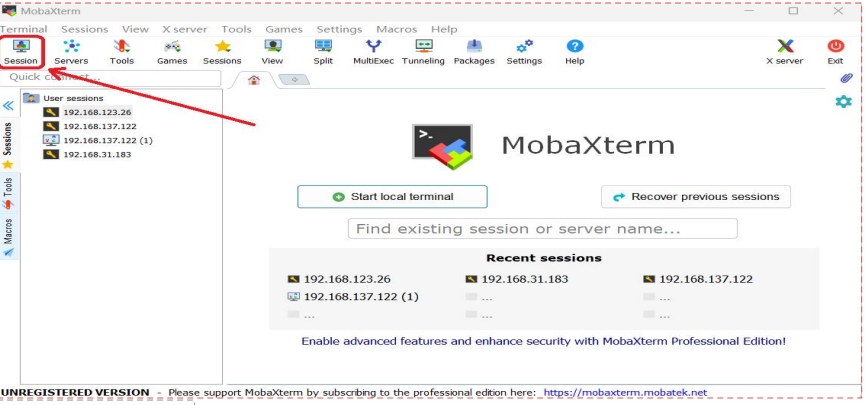 MobaXterm
Terminal Sessions View X server Tools Games Settings Macros Help
Session Servers Tools Games Sessions View Split MultiExec Tunneling Packages Settings Help X server Exit
Quick connect...
User sessions
192.168.123.26
192.168.137.122
192.168.137.122 (1)
192.168.31.183
Sessions
Tools
Macros
>_
MobaXterm
Start local terminal
Recover previous sessions
Find existing session or server name...
Recent sessions
192.168.123.26 192.168.31.183 192.168.137.122
192.168.137.122 (1) ... ...
... ... ...
Enable advanced features and enhance security with MobaXterm Professional Edition!
UNREGISTERED VERSION - Please support MobaXterm by subscribing to the professional edition here: https://mobaxterm.mobatek.net